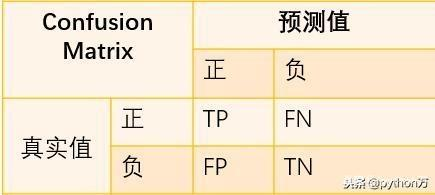 Confusion Matrix
预测值
正 负
真实值
正 TP FN
负 FP TN
头条 @python万